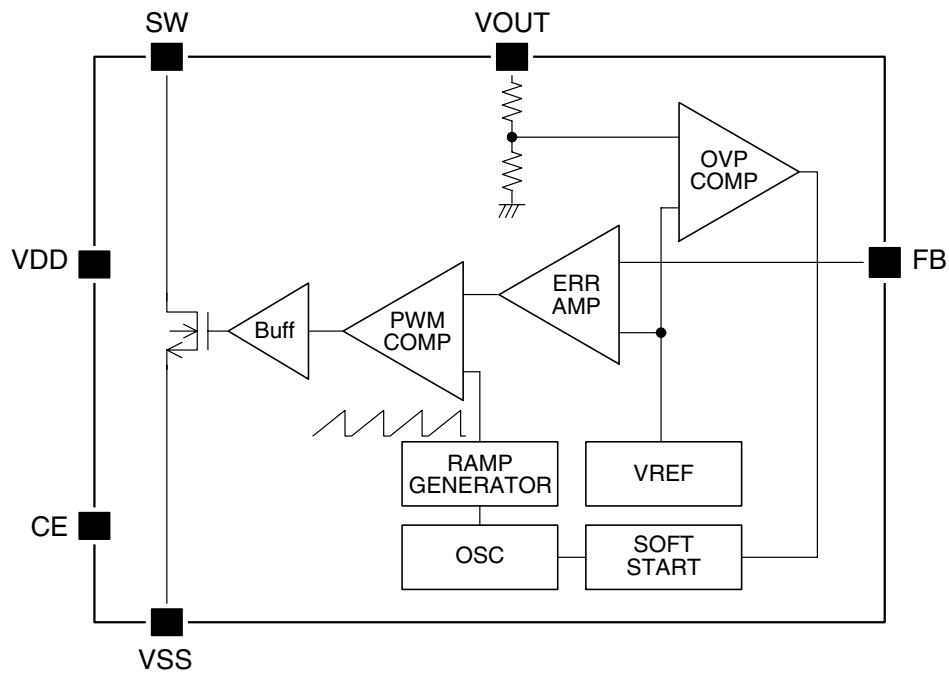 SW
VOUT
OVP
COMP
VDD
FB
ERR
AMP
PWM
COMP
Buff
RAMP
GENERATOR
VREF
CE
OSC
SOFT
START
VSS